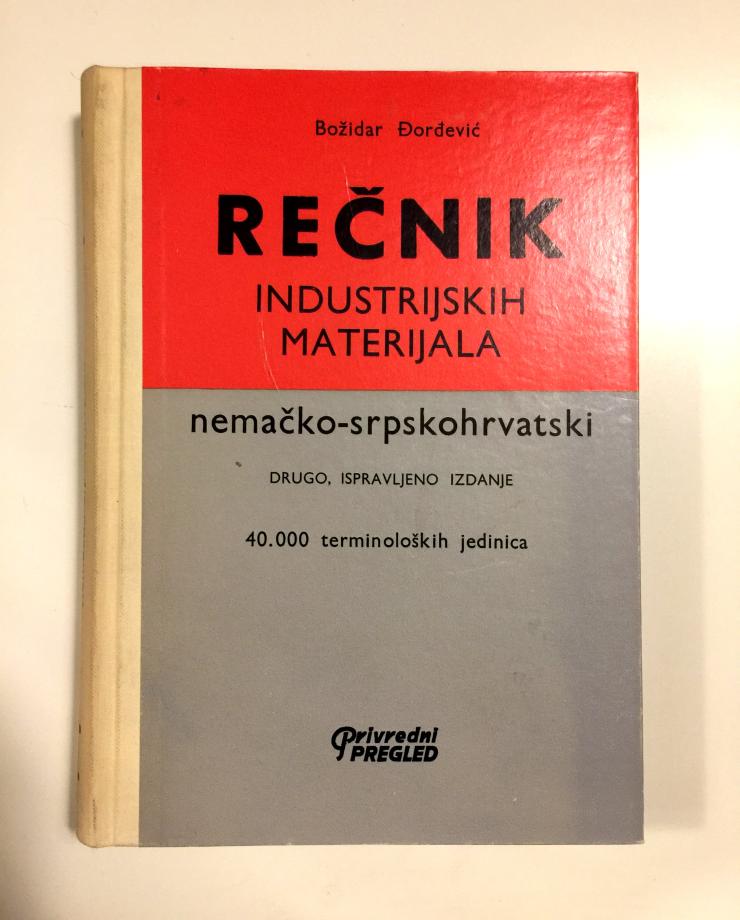 Božidar Đorđević
REČNIK
INDUSTRIJSKIH
MATERIJALA
nemačko-srpskohrvatski
DRUGO, ISPRAVLJENO IZDANJE
40.000 terminoloških jedinica
Privredni
PREGLED